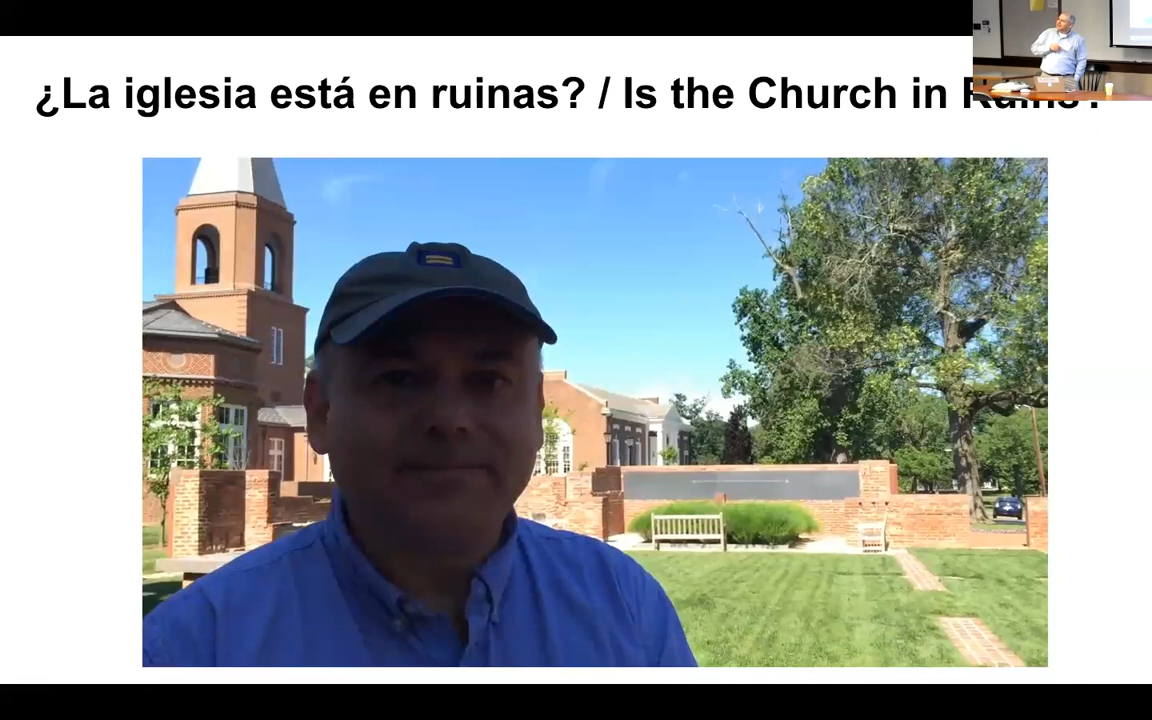 ¿La iglesia está en ruinas? / Is the Church in